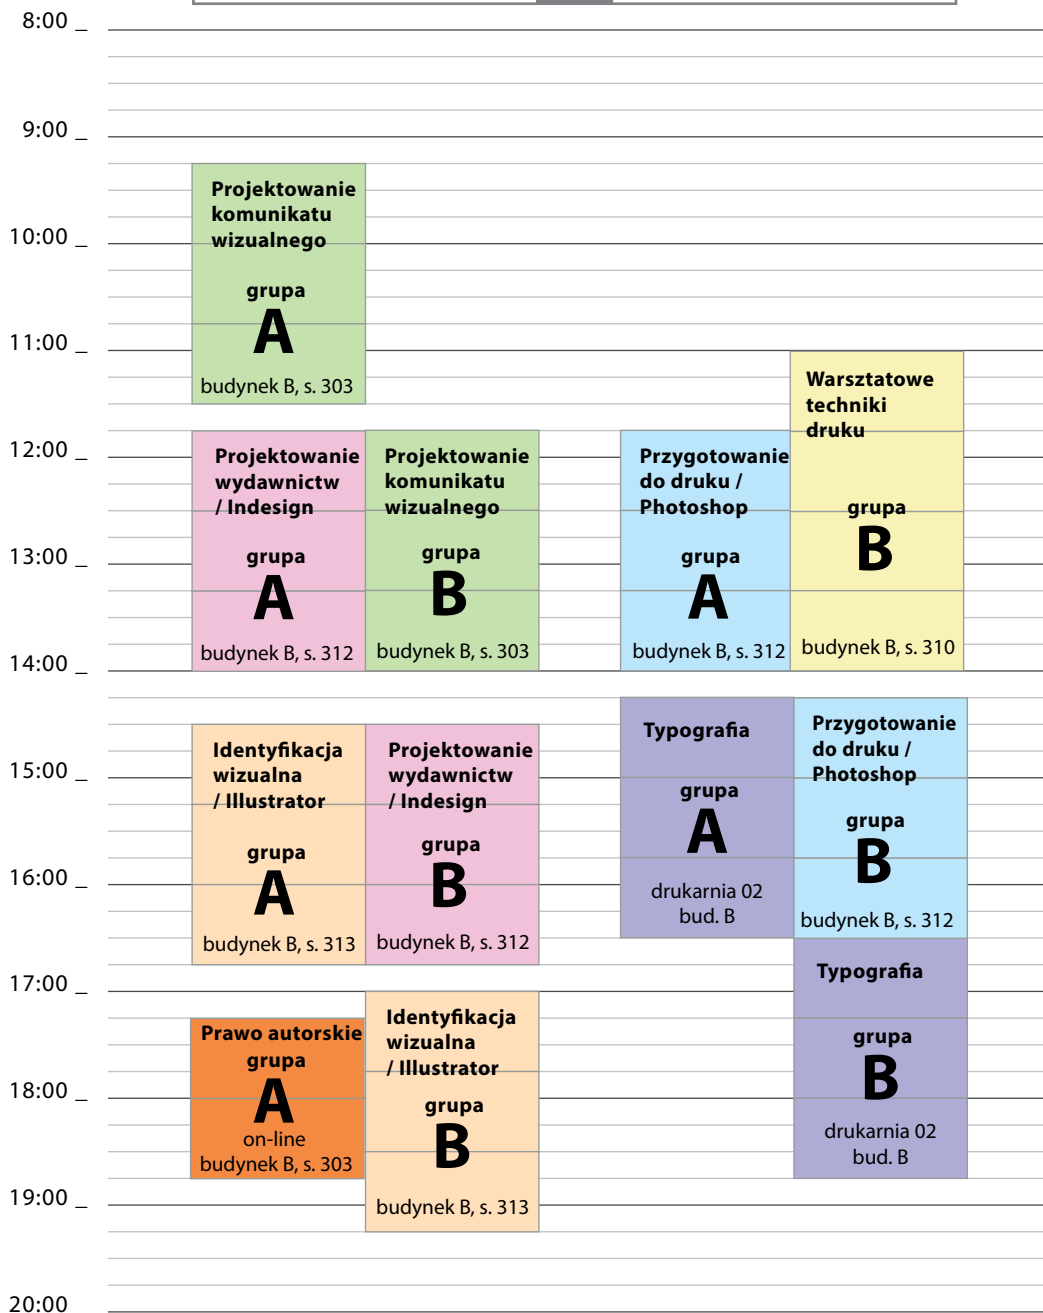 8:00 _
9:00 _
10:00 _
11:00 _
12:00 _
13:00 _
14:00 _
15:00 _
16:00 _
17:00 _
18:00 _
19:00 _
20:00
Projektowanie
komunikatu
wizualnego
grupa
A
budynek B, s. 303
Projektowanie
wydawnictw
/ Indesign
grupa
A
budynek B, s. 312
Projektowanie
komunikatu
wizualnego
grupa
B
budynek B, s. 303
Przygotowanie
do druku /
Photoshop
grupa
A
budynek B, s. 312
Warsztatowe
techniki
druku
grupa
B
budynek B, s. 310
Identyfikacja
wizualna
/ Illustrator
grupa
A
budynek B, s. 313
Projektowanie
wydawnictw
/ Indesign
grupa
B
budynek B, s. 312
Typografia
grupa
A
drukarnia 02
bud. B
Przygotowanie
do druku /
Photoshop
grupa
B
budynek B, s. 312
Prawo autorskie
grupa
A
on-line
budynek B, s. 303
Identyfikacja
wizualna
/ Illustrator
grupa
B
budynek B, s. 313
Typografia
grupa
B
drukarnia 02
bud. B